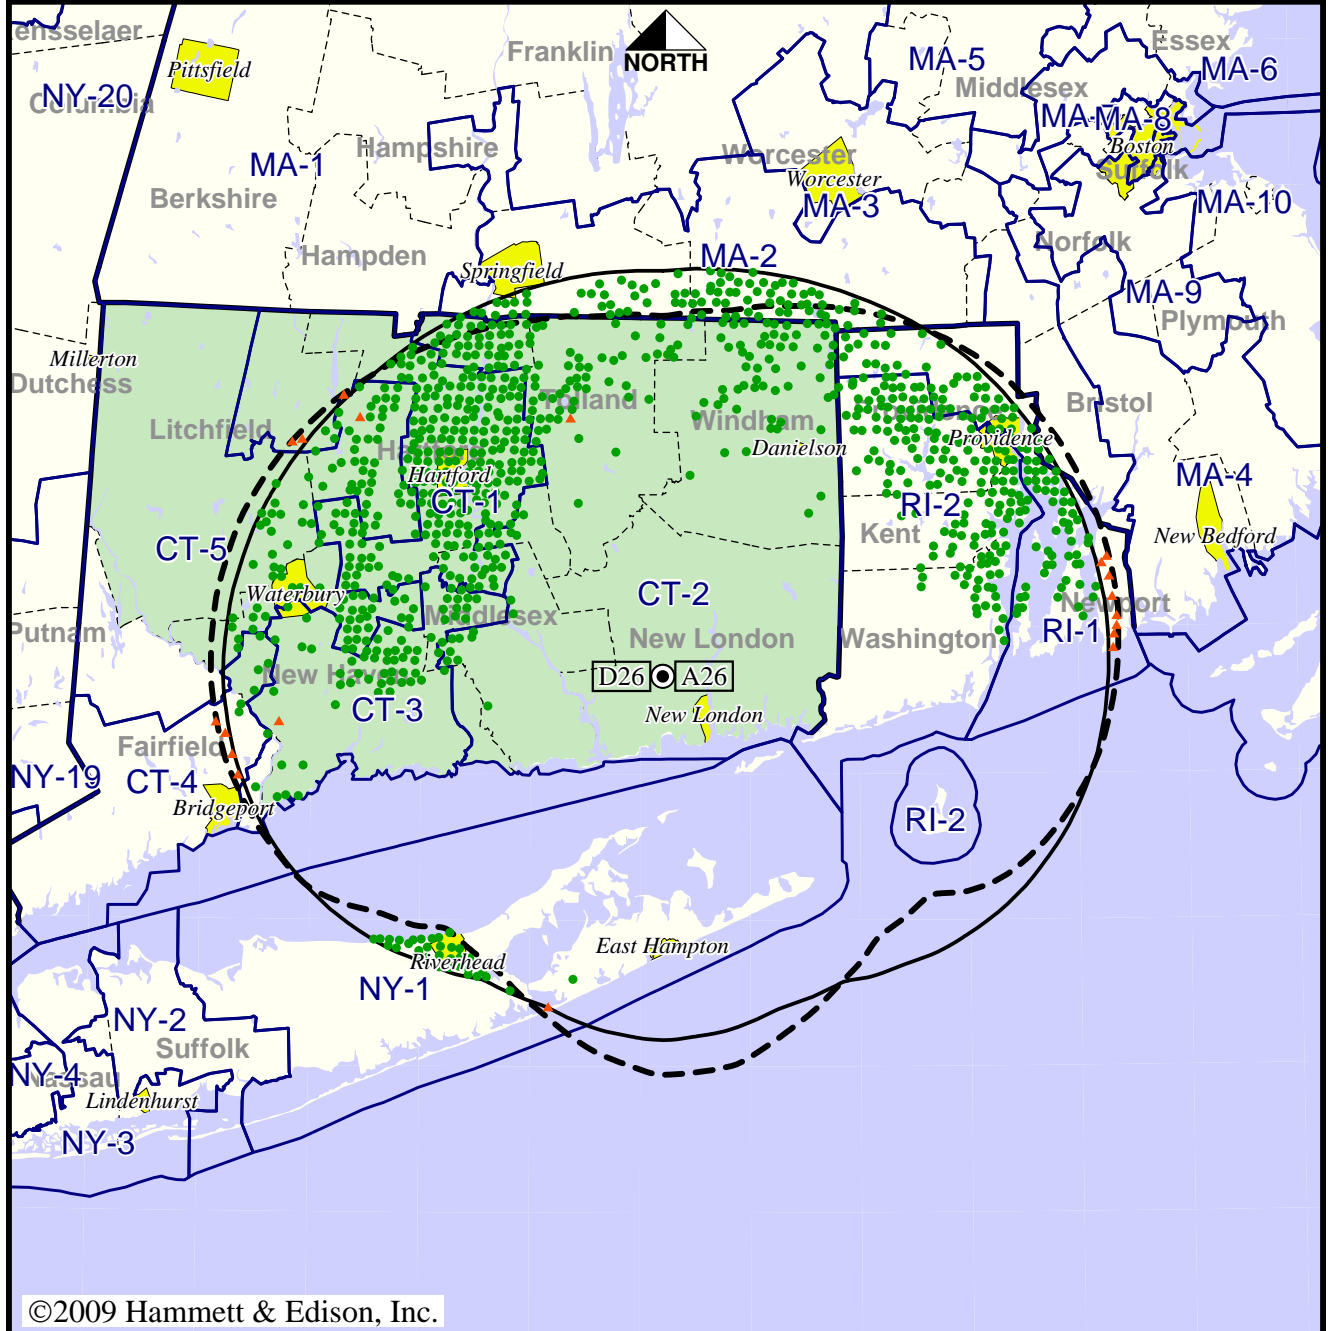 Essex
ensselaer
Franklin
NORTH
MA-5
MA-6
Pittsfield
Middlesex
NY-20
Columbia
MA-8
Boston
Hampshire
MA-1
Worcester
Suffolk
Worcester
Berkshire
MA-3
MA-10
Norfolk
Hampden
MA-2
Springfield
MA-9
Plymouth
Millerton
Dutchess
Tolland
Bristol
Litchfield
Windham
Providence
Danielson
Hartford
MA-4
CT-1
RI-2
Kent
New Bedford
CT-5
Waterbury
CT-2
Newport
Middlesex
Putnam
New London
Washington
RI-1
New Haven
D26
A26
CT-3
New London
Fairfield
NY-19
CT-4
Bridgeport
RI-2
East Hampton
Riverhead
NY-1
NY-2
Suffolk
NY-4
Nassau
Lindenhurst
NY-3
©2009 Hammett & Edison, Inc.